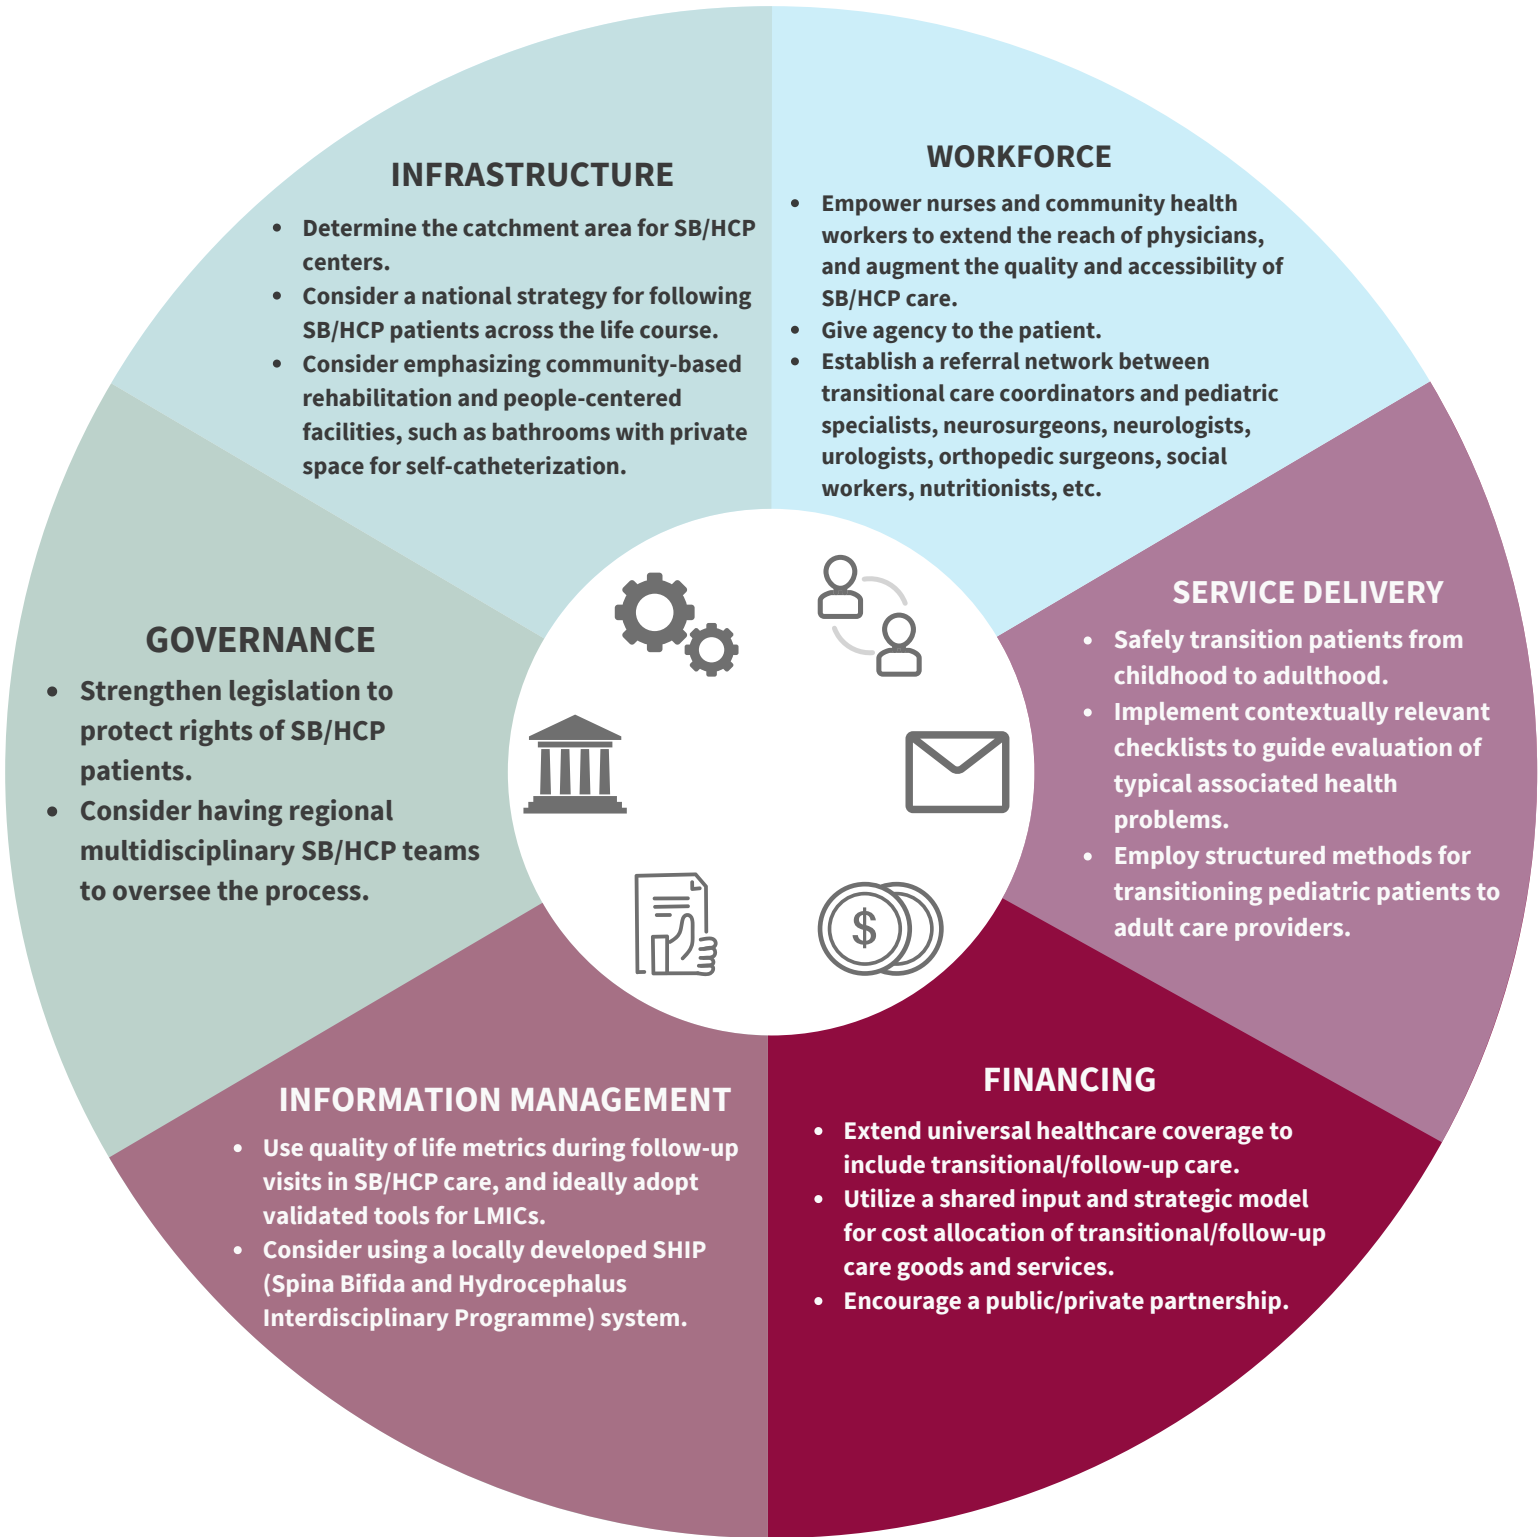 INFRASTRUCTURE
• Determine the catchment area for SB/HCP
centers.
• Consider a national strategy for following
SB/HCP patients across the life course.
• Consider emphasizing community-based
rehabilitation and people-centered
facilities, such as bathrooms with private
space for self-catheterization.
WORKFORCE
• Empower nurses and community health
workers to extend the reach of physicians,
and augment the quality and accessibility of
SB/HCP care.
• Give agency to the patient.
• Establish a referral network between
transitional care coordinators and pediatric
specialists, neurosurgeons, neurologists,
urologists, orthopedic surgeons, social
workers, nutritionists, etc.
SERVICE DELIVERY
• Safely transition patients from
childhood to adulthood.
• Implement contextually relevant
checklists to guide evaluation of
typical associated health
problems.
• Employ structured methods for
transitioning pediatric patients to
adult care providers.
FINANCING
• Extend universal healthcare coverage to
include transitional/follow-up care.
• Utilize a shared input and strategic model
for cost allocation of transitional/follow-up
care goods and services.
• Encourage a public/private partnership.
INFORMATION MANAGEMENT
• Use quality of life metrics during follow-up
visits in SB/HCP care, and ideally adopt
validated tools for LMICs.
• Consider using a locally developed SHIP
(Spina Bifida and Hydrocephalus
Interdisciplinary Programme) system.
GOVERNANCE
• Strengthen legislation to
protect rights of SB/HCP
patients.
• Consider having regional
multidisciplinary SB/HCP teams
to oversee the process.
$